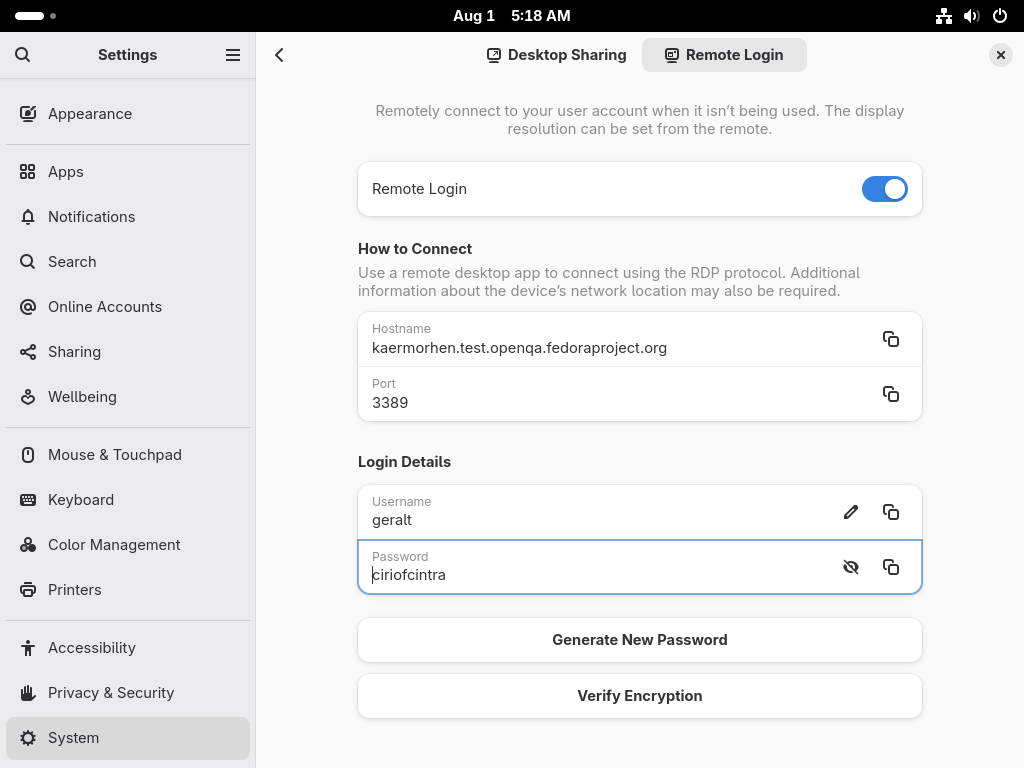 Aug 1 5:18 AM
Settings
Appearance
Apps
Notifications
Search
Online Accounts
Sharing
Wellbeing
Mouse & Touchpad
Keyboard
Color Management
Printers
Accessibility
Privacy & Security
System
Desktop Sharing
Remote Login
Remotely connect to your user account when it isn’t being used. The display
resolution can be set from the remote.
Remote Login
How to Connect
Use a remote desktop app to connect using the RDP protocol. Additional
information about the device’s network location may also be required.
Hostname
kaermorhen.test.openqa.fedoraproject.org
Port
3389
Login Details
Username
geralt
Password
ciriofcintra
Generate New Password
Verify Encryption